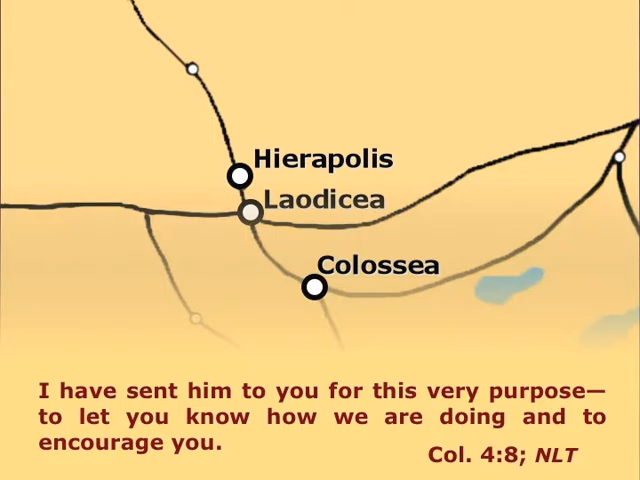 Hierapolis
Laodicea
Colossea
I have sent him to you for this very purpose—
to let you know how we are doing and to
encourage you.
Col. 4:8; NLT